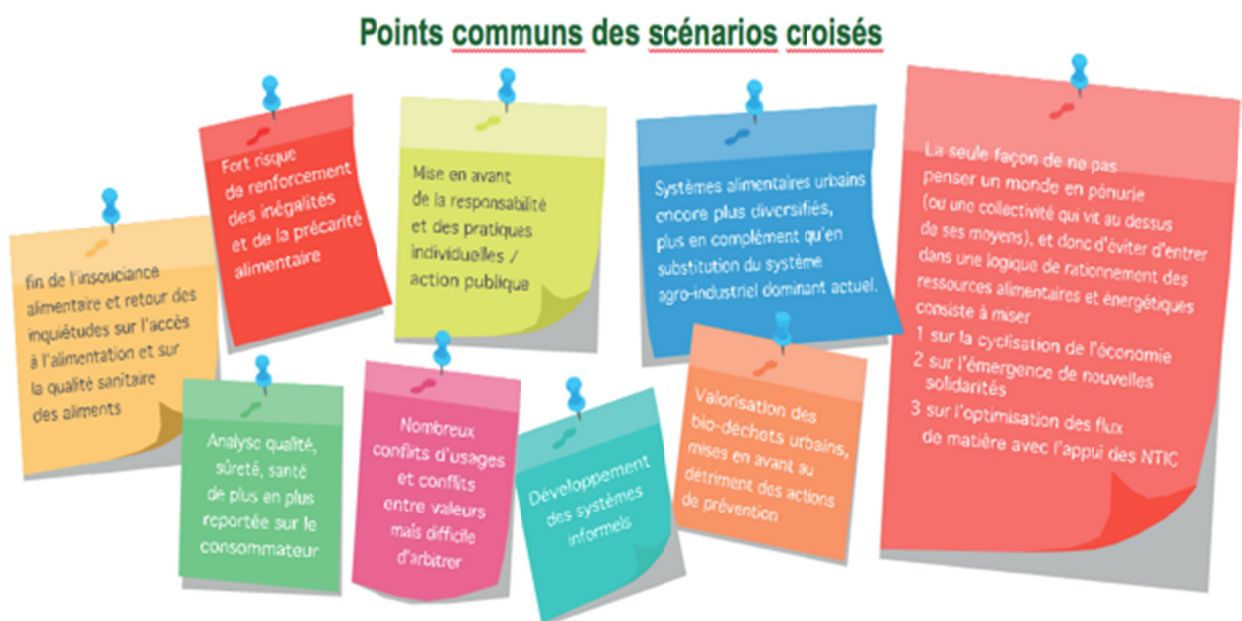 Points communs des scénarios croisés
fin de l'insouciance
alimentaire et retour des
inquiétudes sur l'accès
à l'alimentation et sur
la qualité sanitaire
des aliments
Fort risque
de renforcement
des inégalités
et de la précarité
alimentaire
Mise en avant
de la responsabilité
et des pratiques
individuelles /
action publique
Systèmes alimentaires urbains
encore plus diversifiés,
plus en complément qu'en
substitution du système
agro-industriel dominant actuel.
La seule façon de ne pas
penser un monde en pénurie
(ou une collectivité qui vit au dessus
de ses moyens), et donc d'éviter d'entrer
dans une logique de rationnement des
ressources alimentaires et énergétiques
consiste à miser
1 sur la cyclisation de l'économie
2 sur l'émergence de nouvelles
solidarités
3 sur l'optimisation des flux
de matière avec l'appui des NTIC
Analyse qualité,
sûreté, santé
de plus en plus
reportée sur le
consommateur
Nombreux
conflits d'usages
et conflits
entre valeurs
mais difficile
d'arbitrer
Développement
des systèmes
informels
Valorisation des
bio-déchets urbains,
mises en avant au
détriment des actions
de prévention